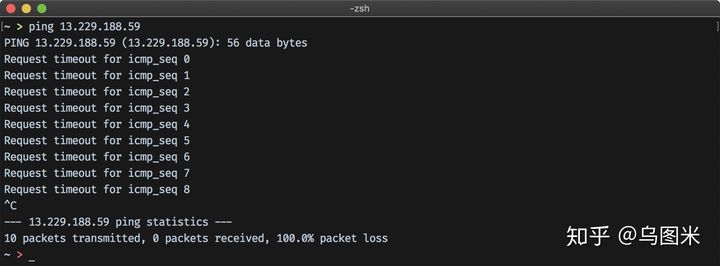 -zsh
[~ > ping 13.229.188.59 ]
PING 13.229.188.59 (13.229.188.59): 56 data bytes
Request timeout for icmp_seq 0
Request timeout for icmp_seq 1
Request timeout for icmp_seq 2
Request timeout for icmp_seq 3
Request timeout for icmp_seq 4
Request timeout for icmp_seq 5
Request timeout for icmp_seq 6
Request timeout for icmp_seq 7
Request timeout for icmp_seq 8
^C
--- 13.229.188.59 ping statistics ---
10 packets transmitted, 0 packets received, 100.0% packet loss
~ > _
知乎 @乌图米